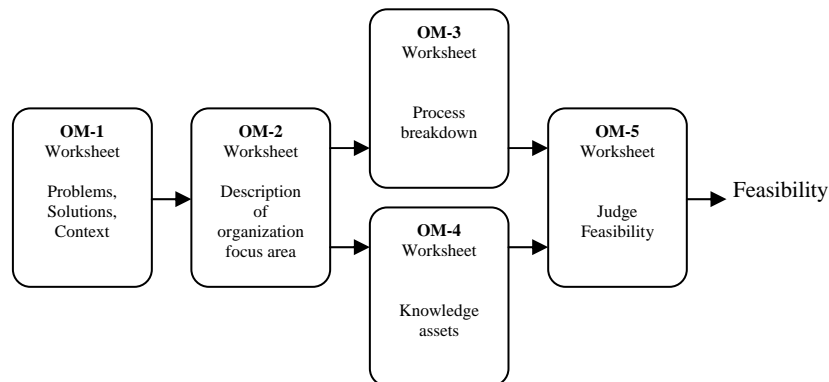 OM-1
Worksheet
Problems,
Solutions,
Context
OM-2
Worksheet
Description
of
organization
focus area
OM-3
Worksheet
Process
breakdown
OM-4
Worksheet
Knowledge
assets
OM-5
Worksheet
Judge
Feasibility
Feasibility